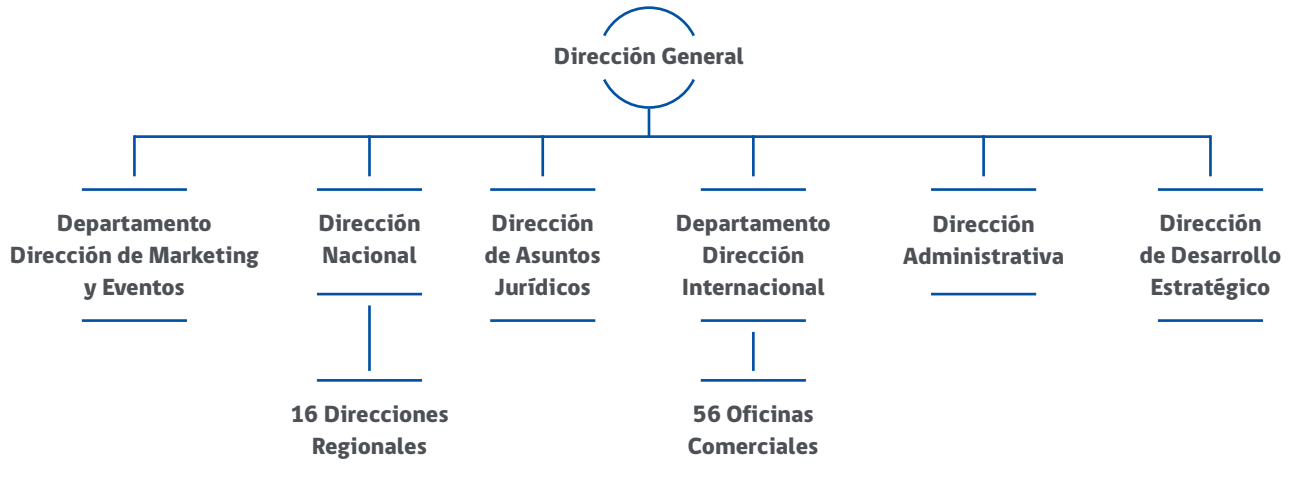 Dirección General
Departamento
Dirección de Marketing
y Eventos
Dirección
Nacional
Dirección
de Asuntos
Jurídicos
Departamento
Dirección
Internacional
Dirección
Administrativa
Dirección
de Desarrollo
Estratégico
16 Direcciones
Regionales
56 Oficinas
Comerciales